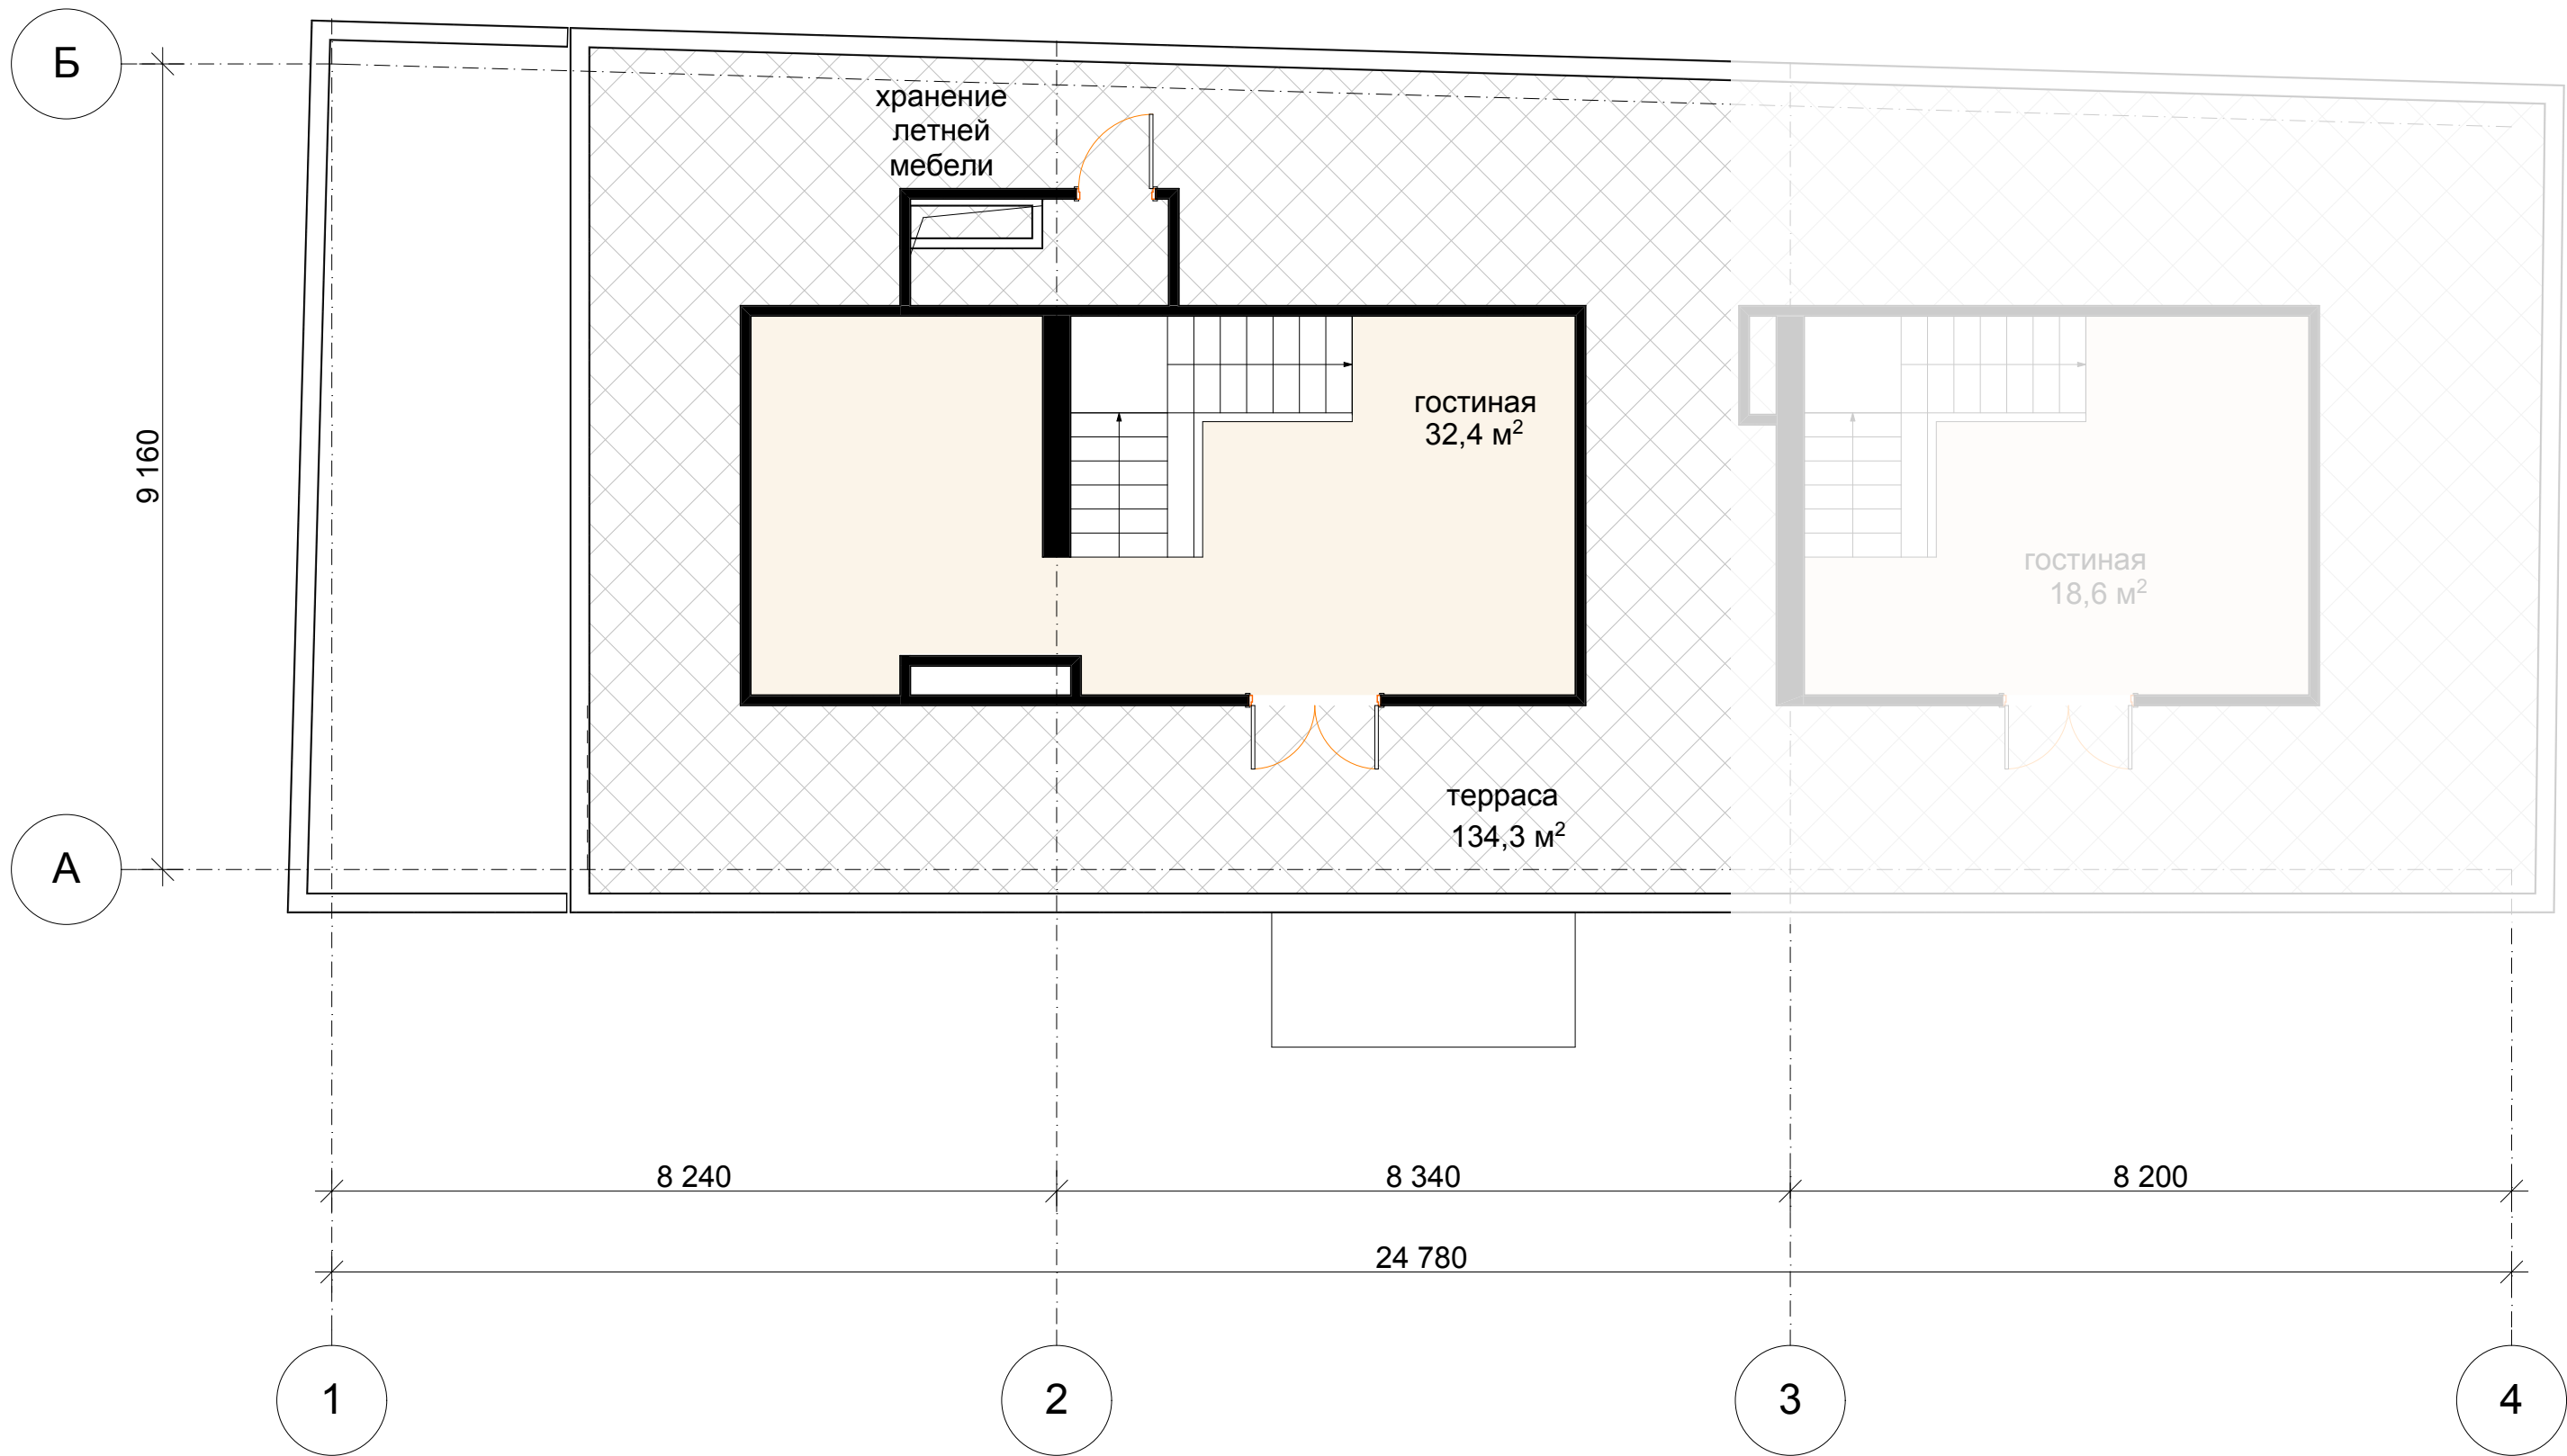 Б
хранение
летней
мебели
гостиная
32,4 м²
9 160
гостиная
18,6 м²
терраса
134,3 м²
А
8 240
8 340
8 200
24 780
1
2
3
4